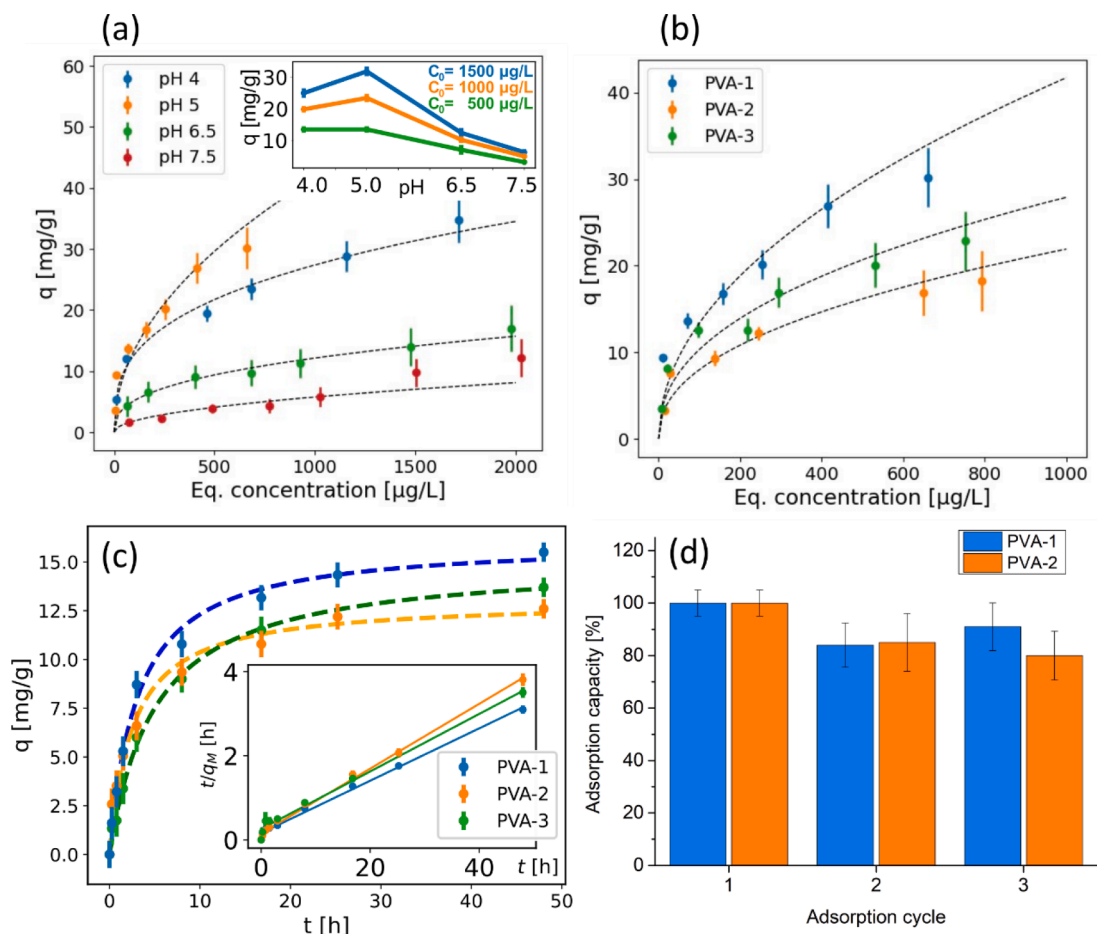 (a)
60
50
40
30
20
10
0
q [mg/g]
pH 4
pH 5
pH 6.5
pH 7.5
30
20
10
q [mg/g]
C₀= 1500 µg/L
C₀= 1000 µg/L
C₀= 500 µg/L
4.0 5.0 pH 6.5 7.5
0 500 1000 1500 2000
Eq. concentration [µg/L]
(b)
40
30
20
10
0
q [mg/g]
PVA-1
PVA-2
PVA-3
0 200 400 600 800 1000
Eq. concentration [µg/L]
(c)
15.0
12.5
10.0
7.5
5.0
2.5
0.0
q [mg/g]
4
2
0
t/qM [h]
PVA-1
PVA-2
PVA-3
0 20 40 t [h]
0 10 20 30 40 50
t [h]
(d)
PVA-1
PVA-2
120
100
80
60
40
20
0
Adsorption capacity [%]
1 2 3
Adsorption cycle